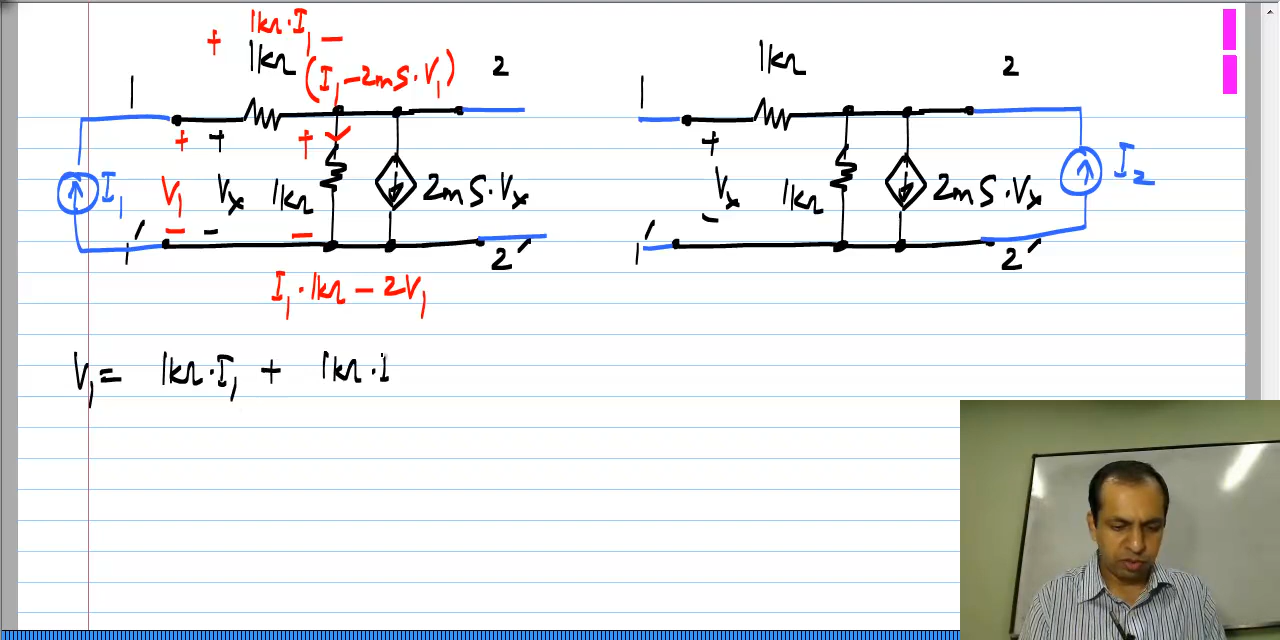 + 1kΩ·I₁ −
1kΩ (I₁ − 2mS·V₁) 2
1 + + +
I₁ V₁ Vx 1kΩ 2mS·Vx
− − −
1′ 2′
I₁·1kΩ − 2V₁
1kΩ 2
1 +
Vx 1kΩ 2mS·Vx I₂
−
1′ 2′
V₁ = 1kΩ·I₁ + 1kΩ·I